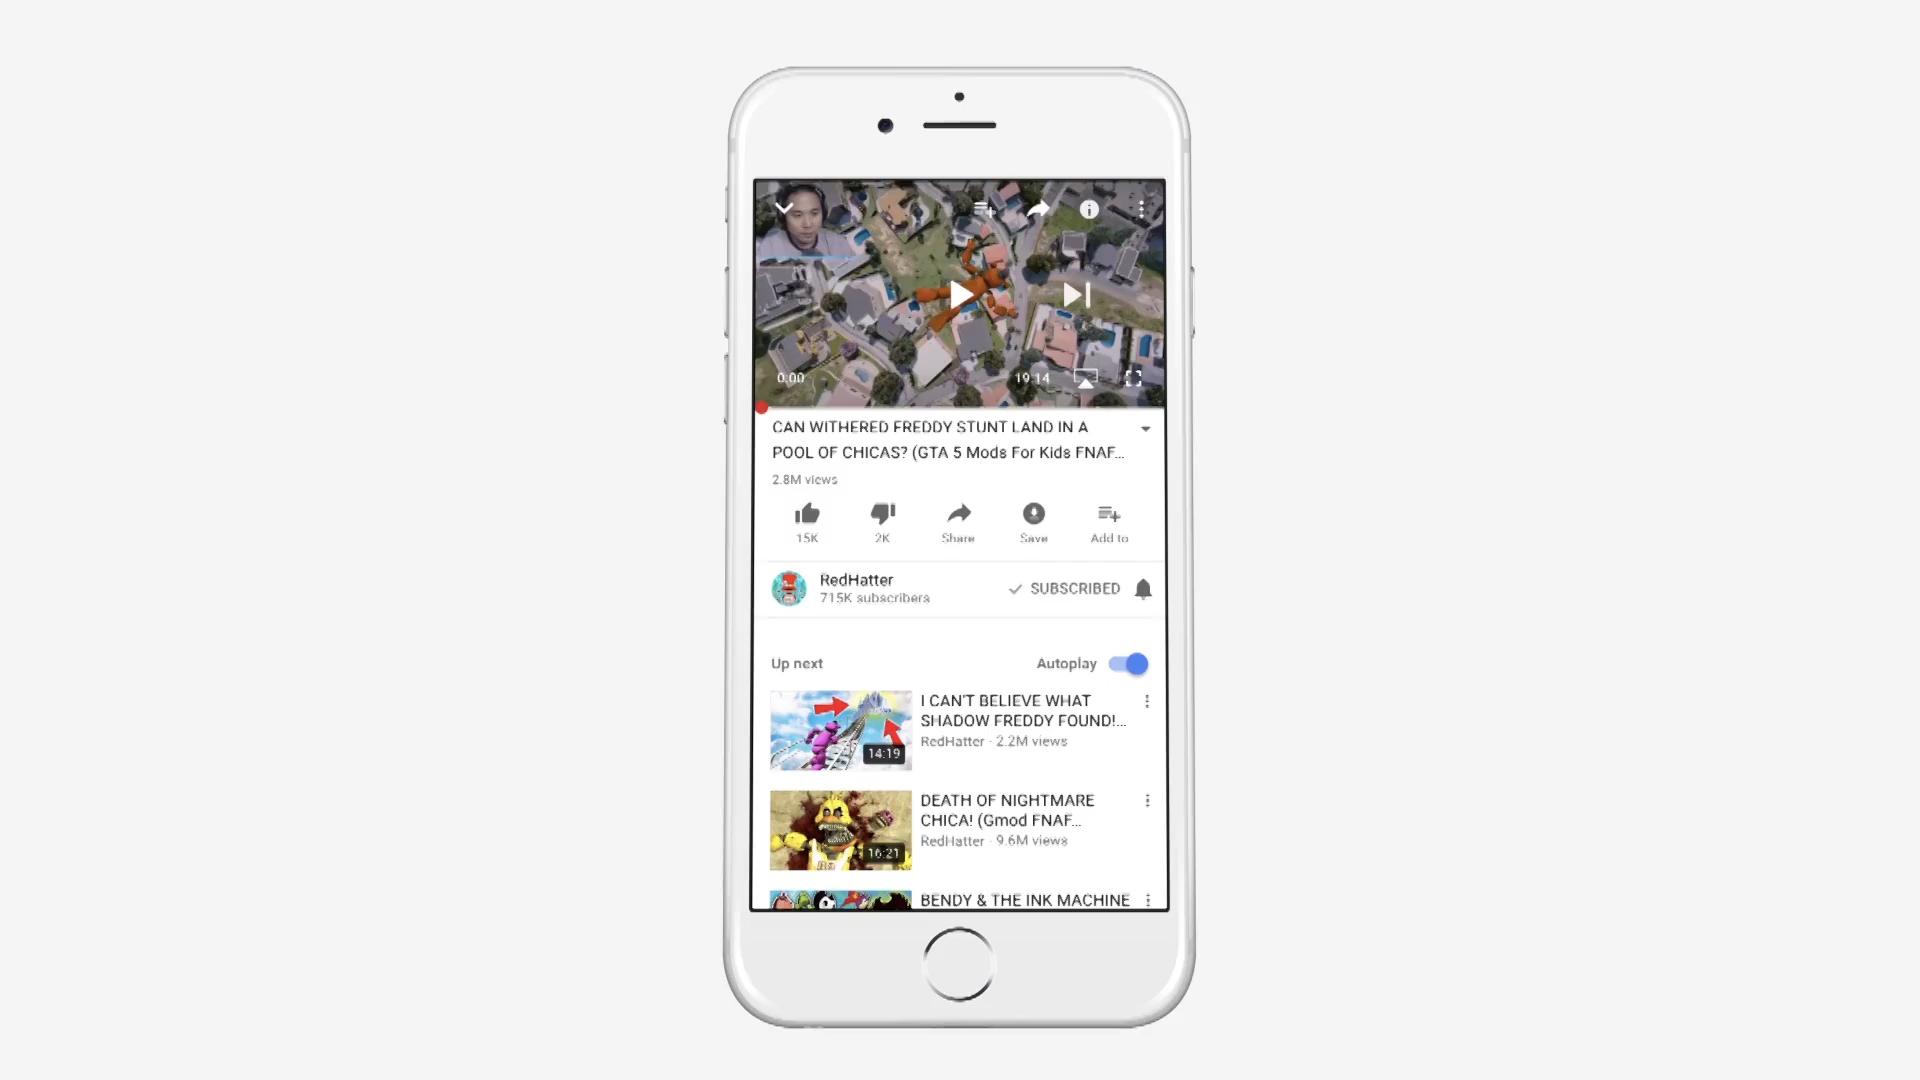 0:00
19:14
CAN WITHERED FREDDY STUNT LAND IN A
POOL OF CHICAS? (GTA 5 Mods For Kids FNAF...
2.8M views
15K
2K
Share
Save
Add to
RedHatter
715K subscribers
SUBSCRIBED
Up next
Autoplay
14:19
I CAN'T BELIEVE WHAT
SHADOW FREDDY FOUND!...
RedHatter · 2.2M views
16:21
DEATH OF NIGHTMARE
CHICA! (Gmod FNAF...
RedHatter · 9.6M views
BENDY & THE INK MACHINE